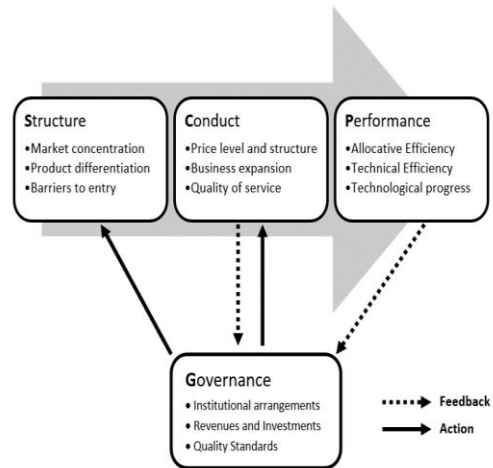 Structure
•Market concentration
•Product differentiation
•Barriers to entry
Conduct
•Price level and structure
•Business expansion
•Quality of service
Performance
•Allocative Efficiency
•Technical Efficiency
•Technological progress
Governance
• Institutional arrangements
• Revenues and Investments
• Quality Standards
Feedback
Action